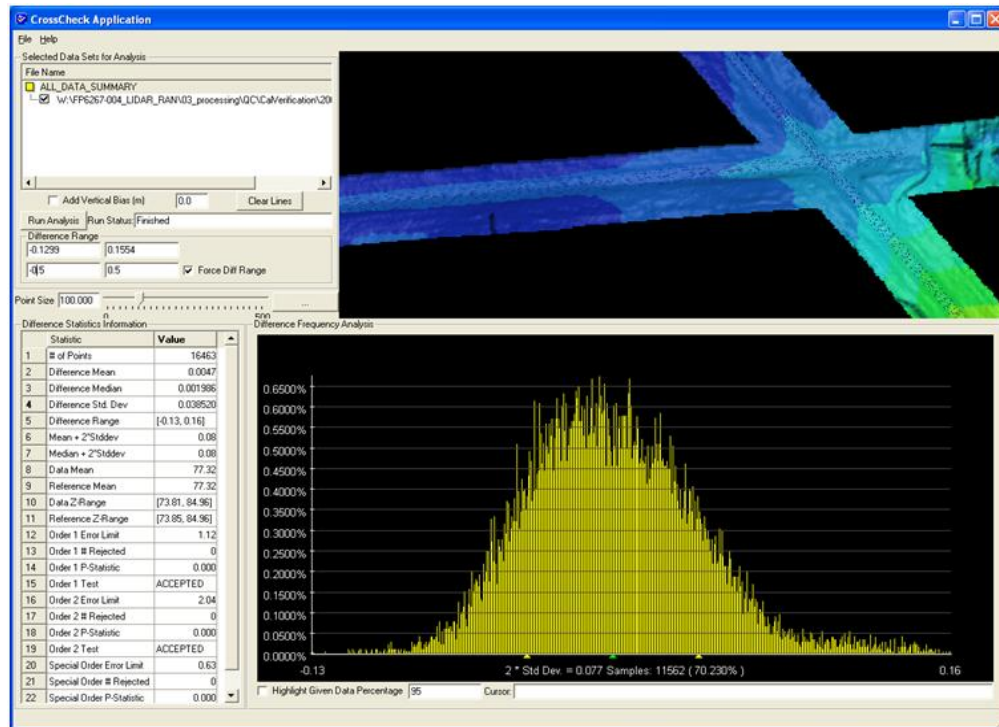 CrossCheck Application
File Help
Selected Data Sets for Analysis
File Name
ALL_DATA_SUMMARY
W:\FP6267-004_LIDAR_RAN\03_processing\QC\CalVerification\20
Add Vertical Bias (m) 0.0 Clear Lines
Run Analysis Run Status: Finished
Difference Range
-0.1299 0.1554
-0.5 0.5 Force Diff Range
Point Size 100.000 ...
0 500
Difference Statistics Information
Statistic Value
1 # of Points 16463
2 Difference Mean 0.0047
3 Difference Median 0.001986
4 Difference Std. Dev 0.038520
5 Difference Range [-0.13, 0.16]
6 Mean + 2*Stddev 0.08
7 Median + 2*Stddev 0.08
8 Data Mean 77.32
9 Reference Mean 77.32
10 Data Z-Range [73.81, 84.96]
11 Reference Z-Range [73.85, 84.96]
12 Order 1 Error Limit 1.12
13 Order 1 # Rejected 0
14 Order 1 P-Statistic 0.000
15 Order 1 Test ACCEPTED
16 Order 2 Error Limit 2.04
17 Order 2 # Rejected 0
18 Order 2 P-Statistic 0.000
19 Order 2 Test ACCEPTED
20 Special Order Error Limit 0.63
21 Special Order # Rejected 0
22 Special Order P-Statistic 0.000
Difference Frequency Analysis
0.6500%
0.6000%
0.5500%
0.5000%
0.4500%
0.4000%
0.3500%
0.3000%
0.2500%
0.2000%
0.1500%
0.1000%
0.0500%
0.0000%
-0.13 2 * Std Dev. = 0.077 Samples: 11562 ( 70.230% ) 0.16
Highlight Given Data Percentage 95 Cursor: